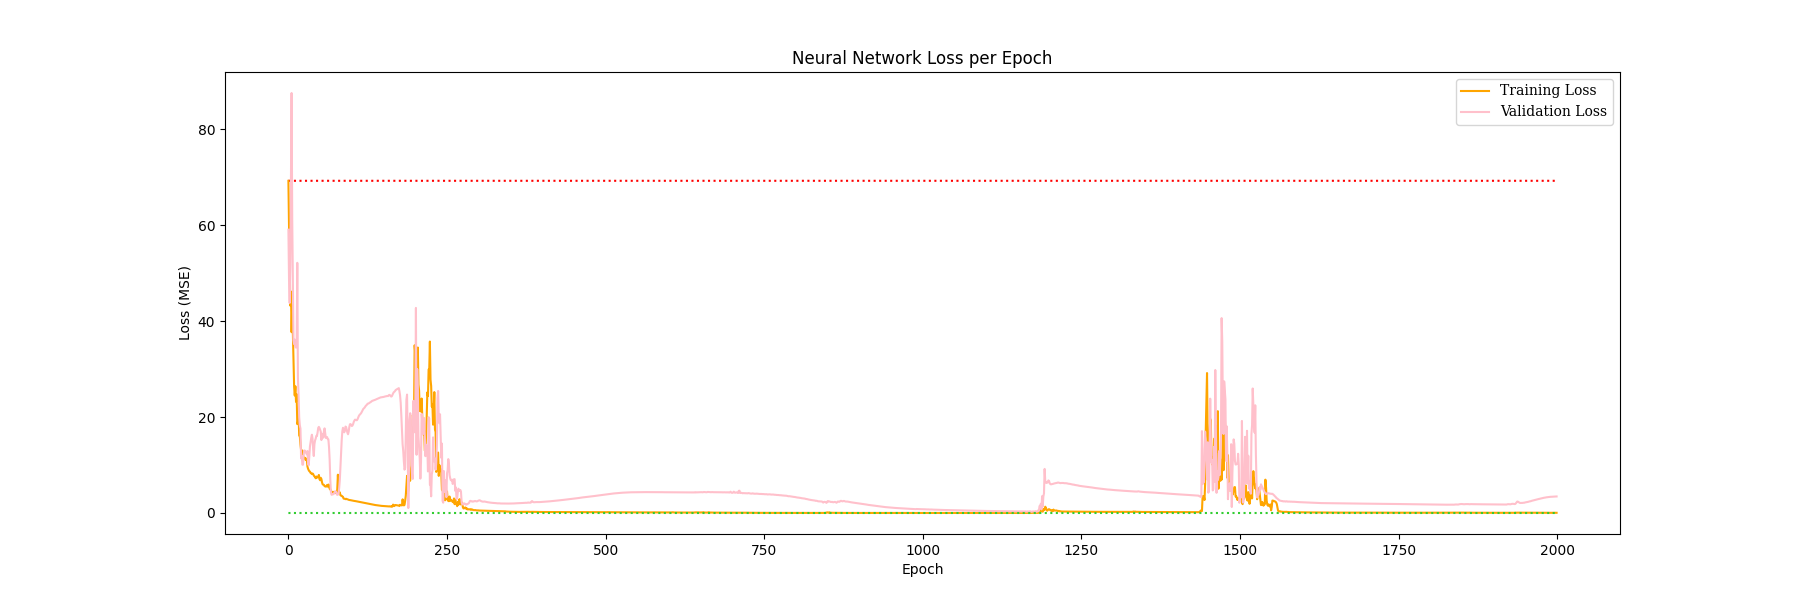 Neural Network Loss per Epoch
Training Loss
Validation Loss
80
60
40
20
0
Loss (MSE)
0 250 500 750 1000 1250 1500 1750 2000
Epoch